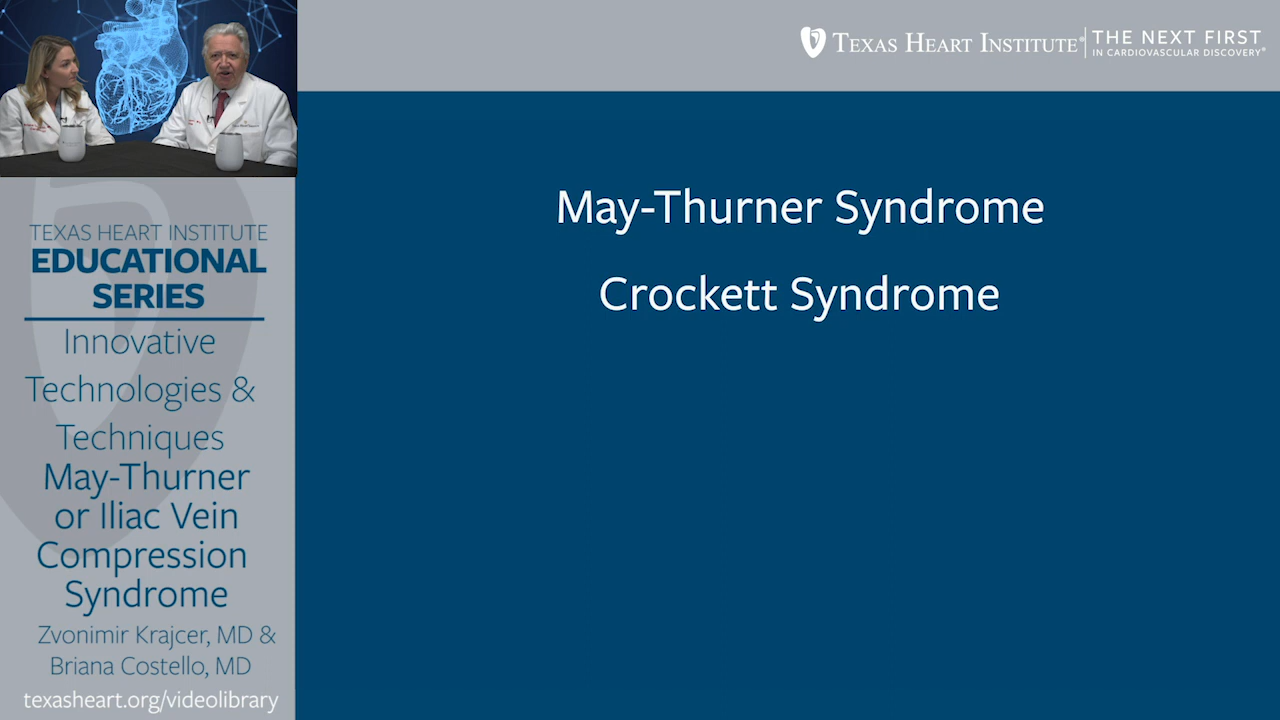 TEXAS HEART INSTITUTE®
THE NEXT FIRST
IN CARDIOVASCULAR DISCOVERY®
May-Thurner Syndrome
Crockett Syndrome
TEXAS HEART INSTITUTE
EDUCATIONAL
SERIES
Innovative
Technologies &
Techniques
May-Thurner
or Iliac Vein
Compression
Syndrome
Zvonimir Krajcer, MD &
Briana Costello, MD
texasheart.org/videolibrary